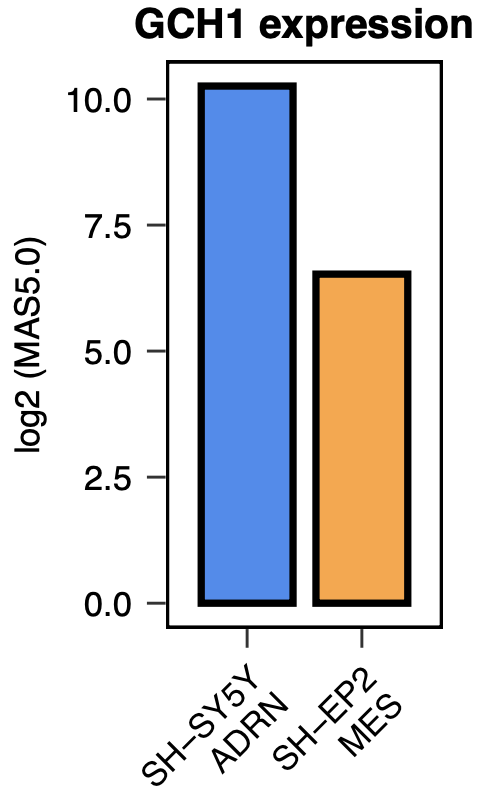 GCH1 expression
log2 (MAS5.0)
10.0
7.5
5.0
2.5
0.0
SH−SY5Y
ADRN
SH−EP2
MES